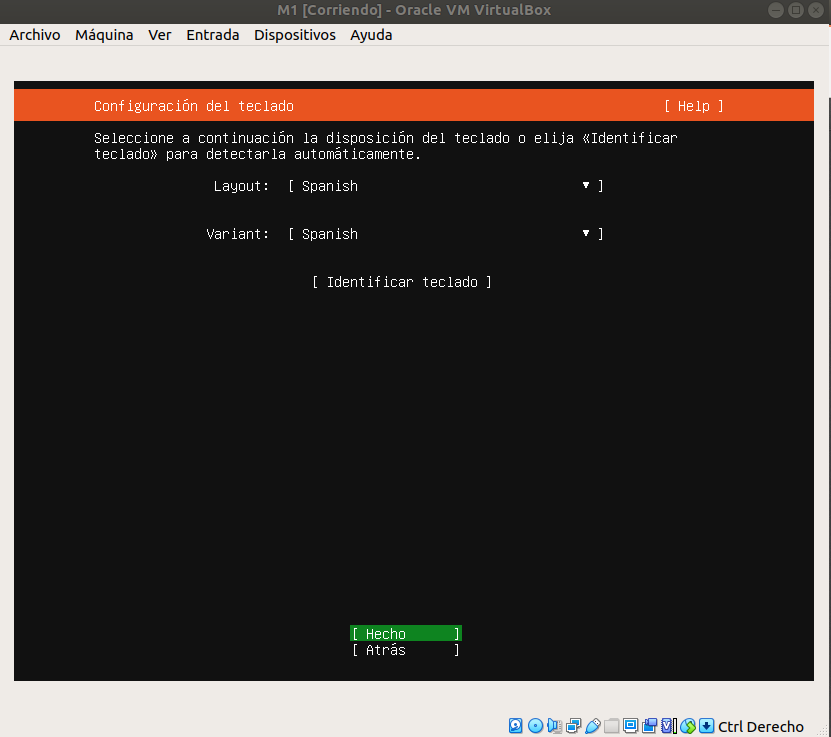 M1 [Corriendo] - Oracle VM VirtualBox
Archivo Máquina Ver Entrada Dispositivos Ayuda
Configuración del teclado [ Help ]
Seleccione a continuación la disposición del teclado o elija «Identificar
teclado» para detectarla automáticamente.
Layout: [ Spanish ▾ ]
Variant: [ Spanish ▾ ]
[ Identificar teclado ]
[ Hecho ]
[ Atrás ]
Ctrl Derecho